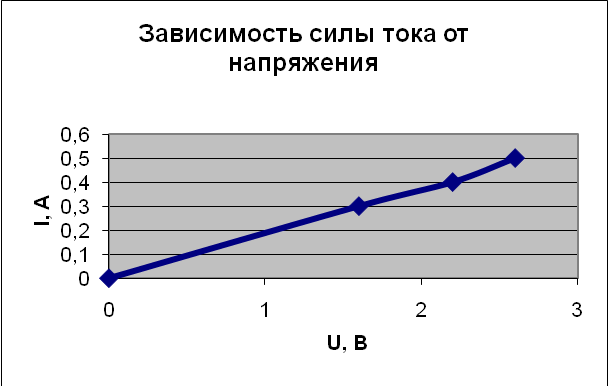 Зависимость силы тока от
напряжения
0,6
0,5
0,4
0,3
0,2
0,1
0
I, А
0 1 2 3
U, В